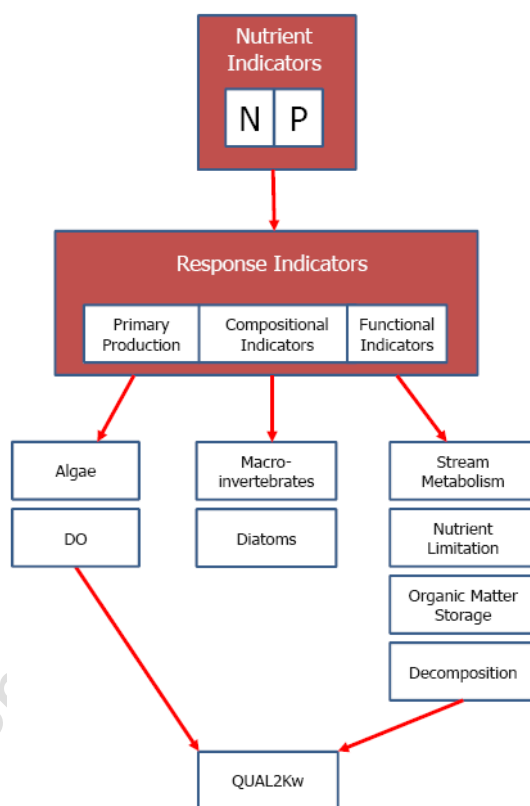 Nutrient
Indicators
N P
Response Indicators
Primary
Production
Compositional
Indicators
Functional
Indicators
Algae
DO
Macro-
invertebrates
Diatoms
Stream
Metabolism
Nutrient
Limitation
Organic Matter
Storage
Decomposition
QUAL2Kw